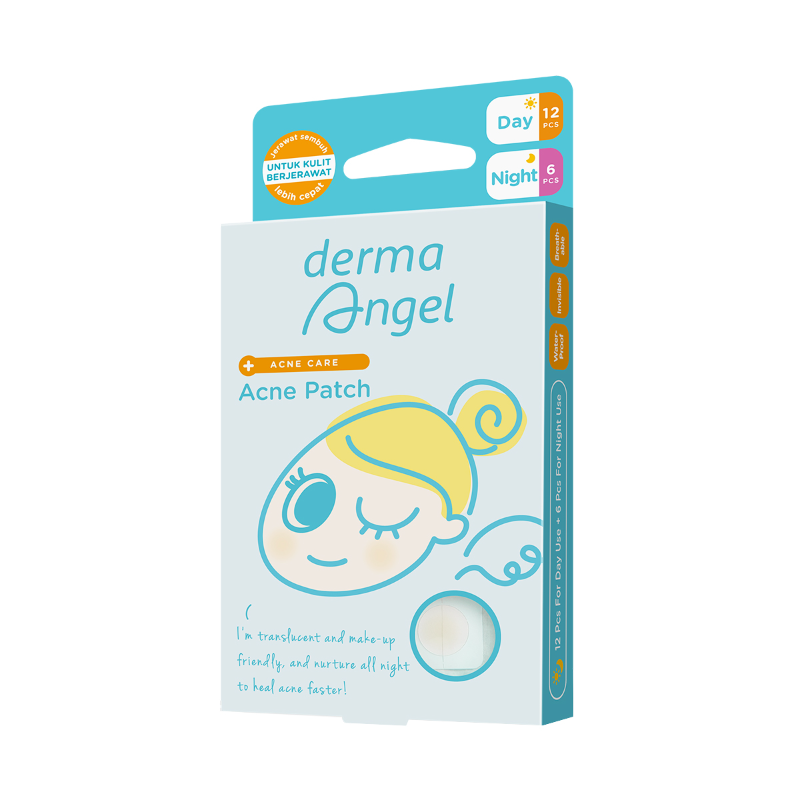 Day
12
PCS
Night
6
PCS
Jerawat sembuh
UNTUK KULIT
BERJERAWAT
lebih cepat
derma
Angel
ACNE CARE
Acne Patch
I'm translucent and make-up
friendly, and nurture all night
to heal acne faster!
Breath-
able
Invisible
Water-
Proof
12 Pcs For Day Use + 6 Pcs For Night Use